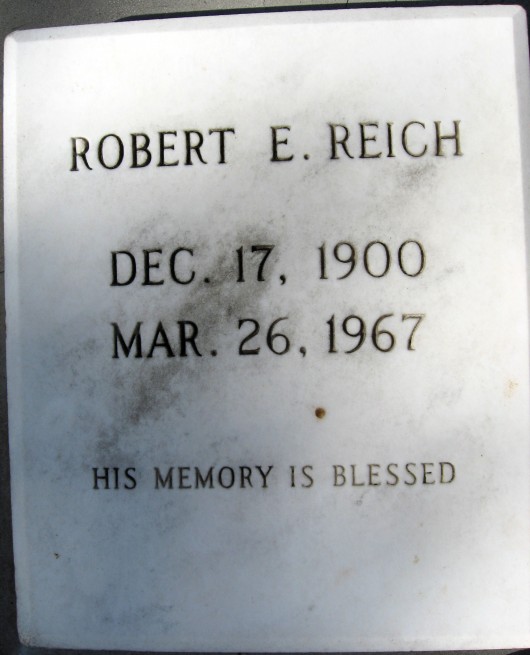 ROBERT E. REICH
DEC. 17, 1900
MAR. 26, 1967
HIS MEMORY IS BLESSED